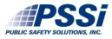 PSSi
PUBLIC SAFETY SOLUTIONS, INC.